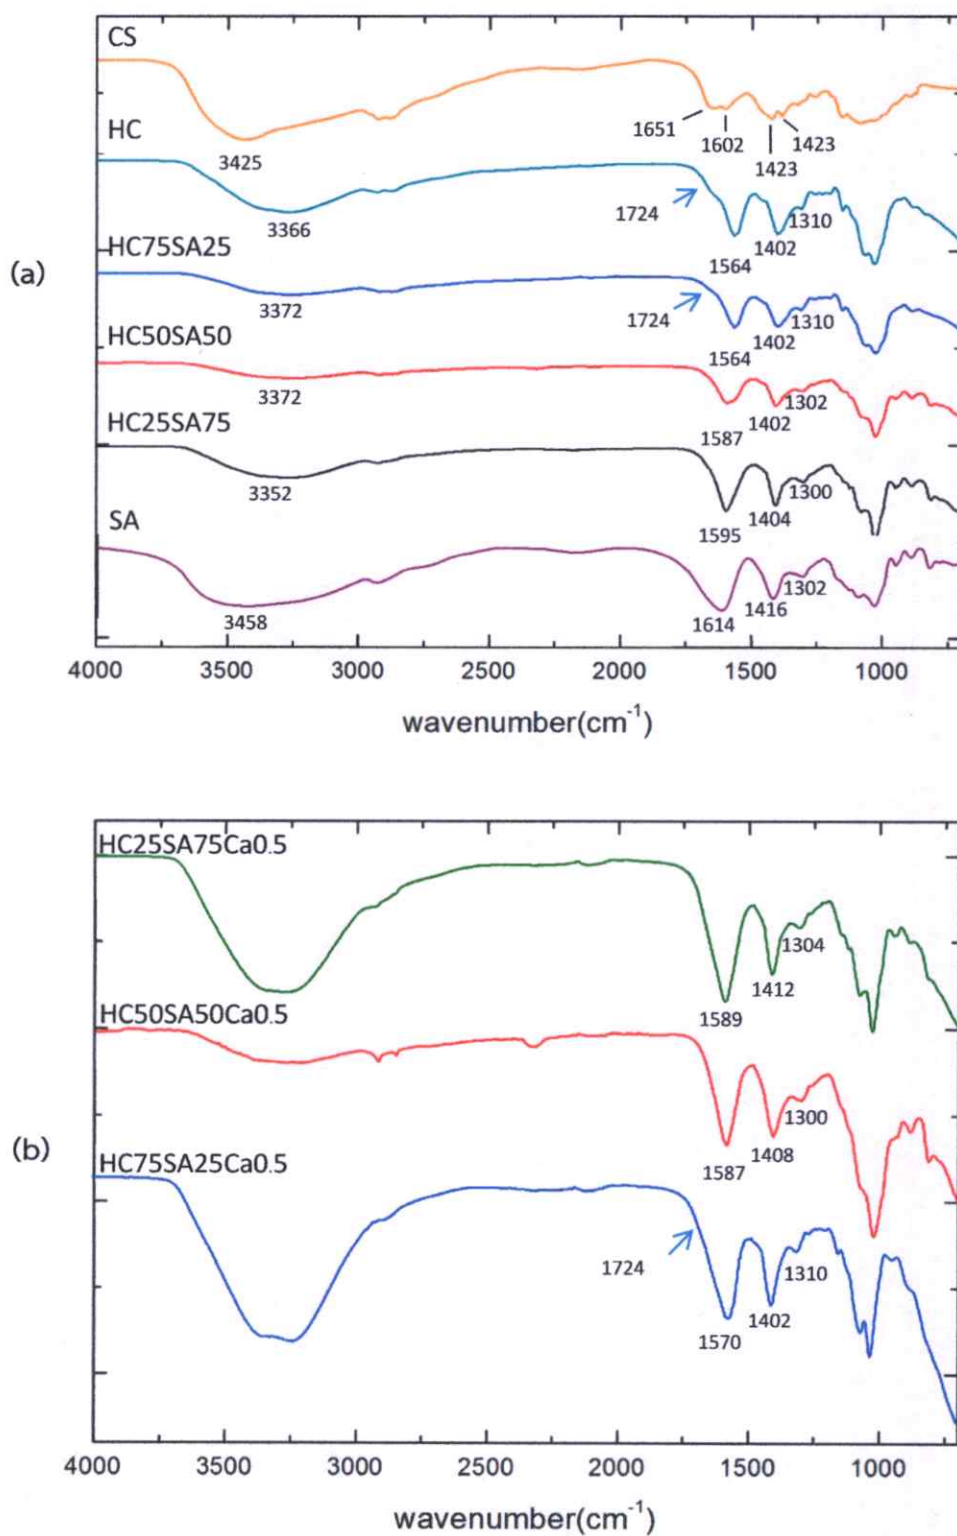 (a)
CS
3425
1651
1602
1423
1423
HC
3366
1724
1564
1402
1310
HC75SA25
3372
1724
1564
1402
1310
HC50SA50
3372
1587
1402
1302
HC25SA75
3352
1595
1404
1300
SA
3458
1614
1416
1302
4000 3500 3000 2500 2000 1500 1000
wavenumber(cm⁻¹)
(b)
HC25SA75Ca0.5
1589
1412
1304
HC50SA50Ca0.5
1587
1408
1300
HC75SA25Ca0.5
1724
1570
1402
1310
4000 3500 3000 2500 2000 1500 1000
wavenumber(cm⁻¹)